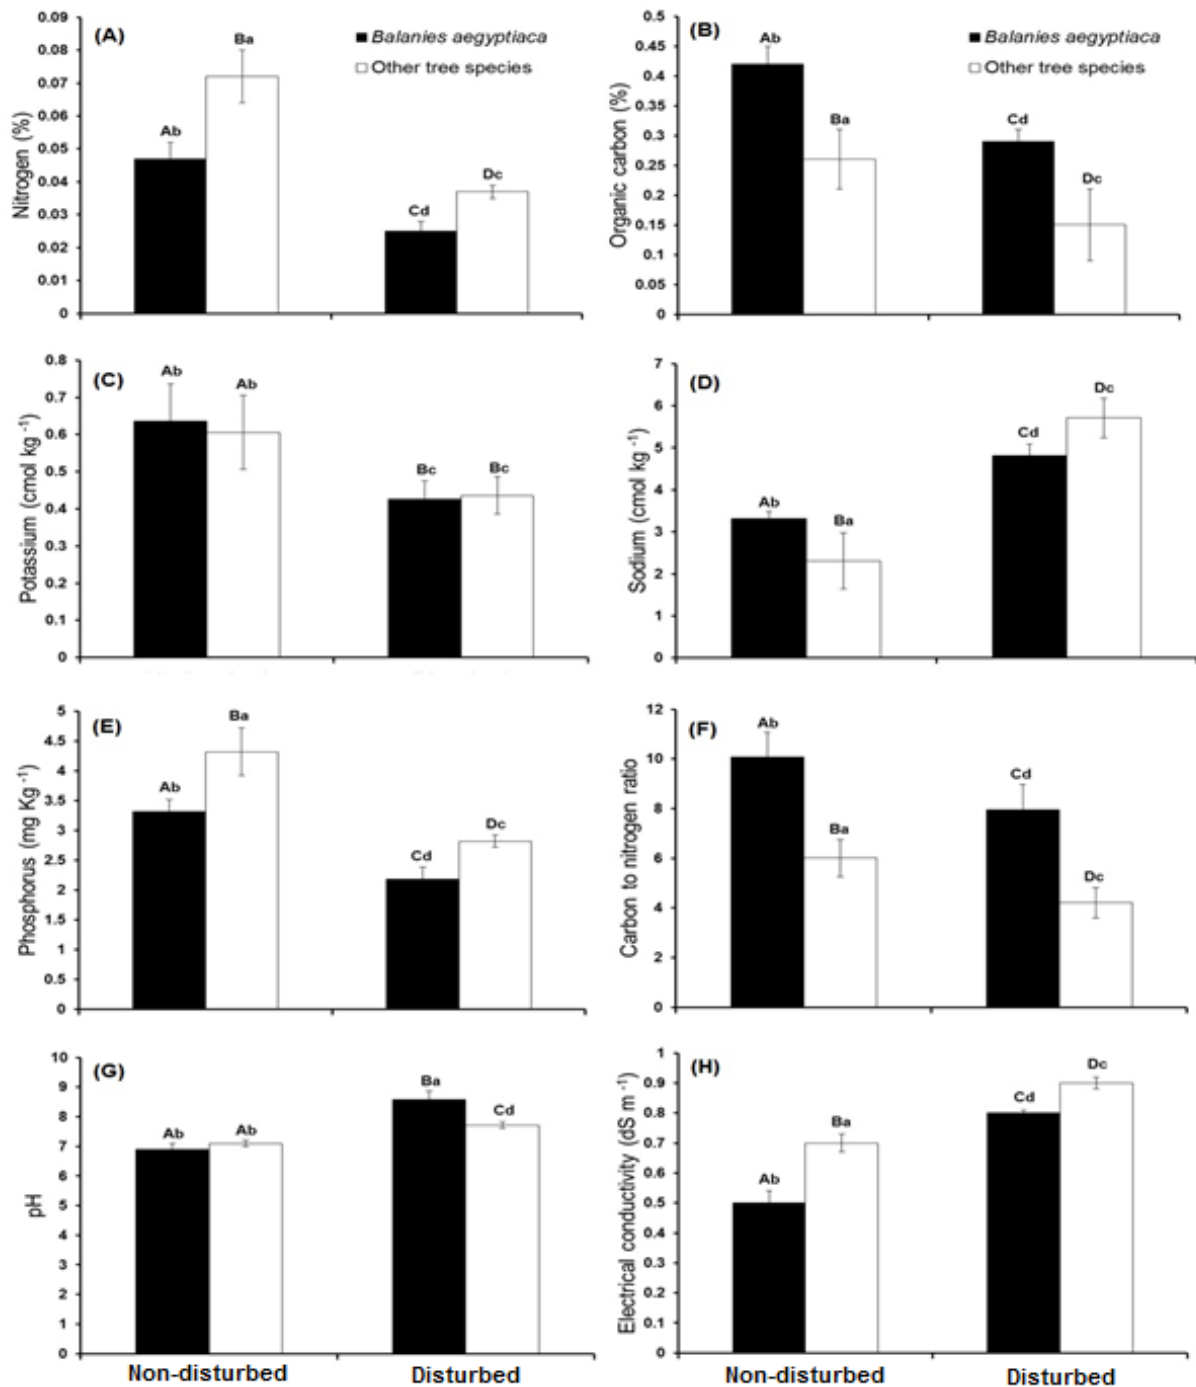 (A)
Balanies aegyptiaca
Other tree species
Nitrogen (%)
0.09
0.08
0.07
0.06
0.05
0.04
0.03
0.02
0.01
0
Ab
Ba
Cd
Dc
(B)
Balanies aegyptiaca
Other tree species
Organic carbon (%)
0.5
0.45
0.4
0.35
0.3
0.25
0.2
0.15
0.1
0.05
0
Ab
Ba
Cd
Dc
(C)
Potassium (cmol kg -1)
0.8
0.7
0.6
0.5
0.4
0.3
0.2
0.1
0
Ab
Ab
Bc
Bc
(D)
Sodium (cmol kg -1)
7
6
5
4
3
2
1
0
Ab
Ba
Cd
Dc
(E)
Phosphorus (mg Kg -1)
5
4.5
4
3.5
3
2.5
2
1.5
1
0.5
0
Ab
Ba
Cd
Dc
(F)
Carbon to nitrogen ratio
12
10
8
6
4
2
0
Ab
Ba
Cd
Dc
(G)
pH
10
9
8
7
6
5
4
3
2
1
0
Ab
Ab
Ba
Cd
Non-disturbed
Disturbed
(H)
Electrical conductivity (dS m -1)
1
0.9
0.8
0.7
0.6
0.5
0.4
0.3
0.2
0.1
0
Ab
Ba
Cd
Dc
Non-disturbed
Disturbed